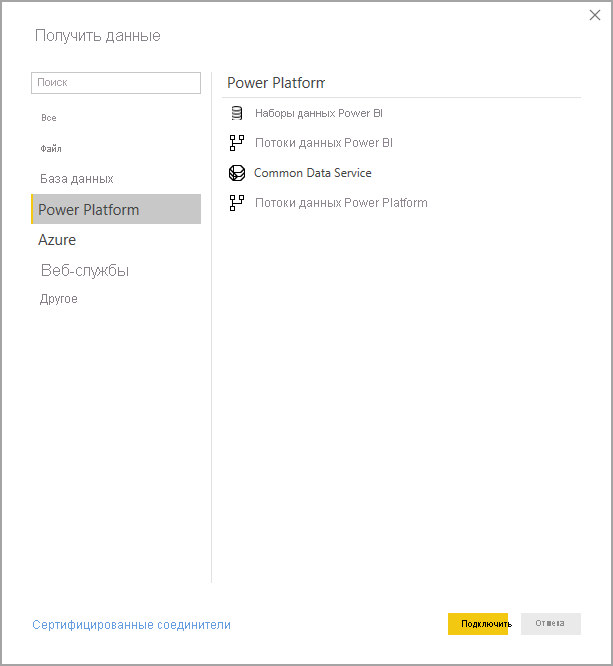 Получить данные
Поиск
Все
Файл
База данных
Power Platform
Azure
Веб-службы
Другое
Power Platform
Наборы данных Power BI
Потоки данных Power BI
Common Data Service
Потоки данных Power Platform
Сертифицированные соединители
Подключить
Отмена